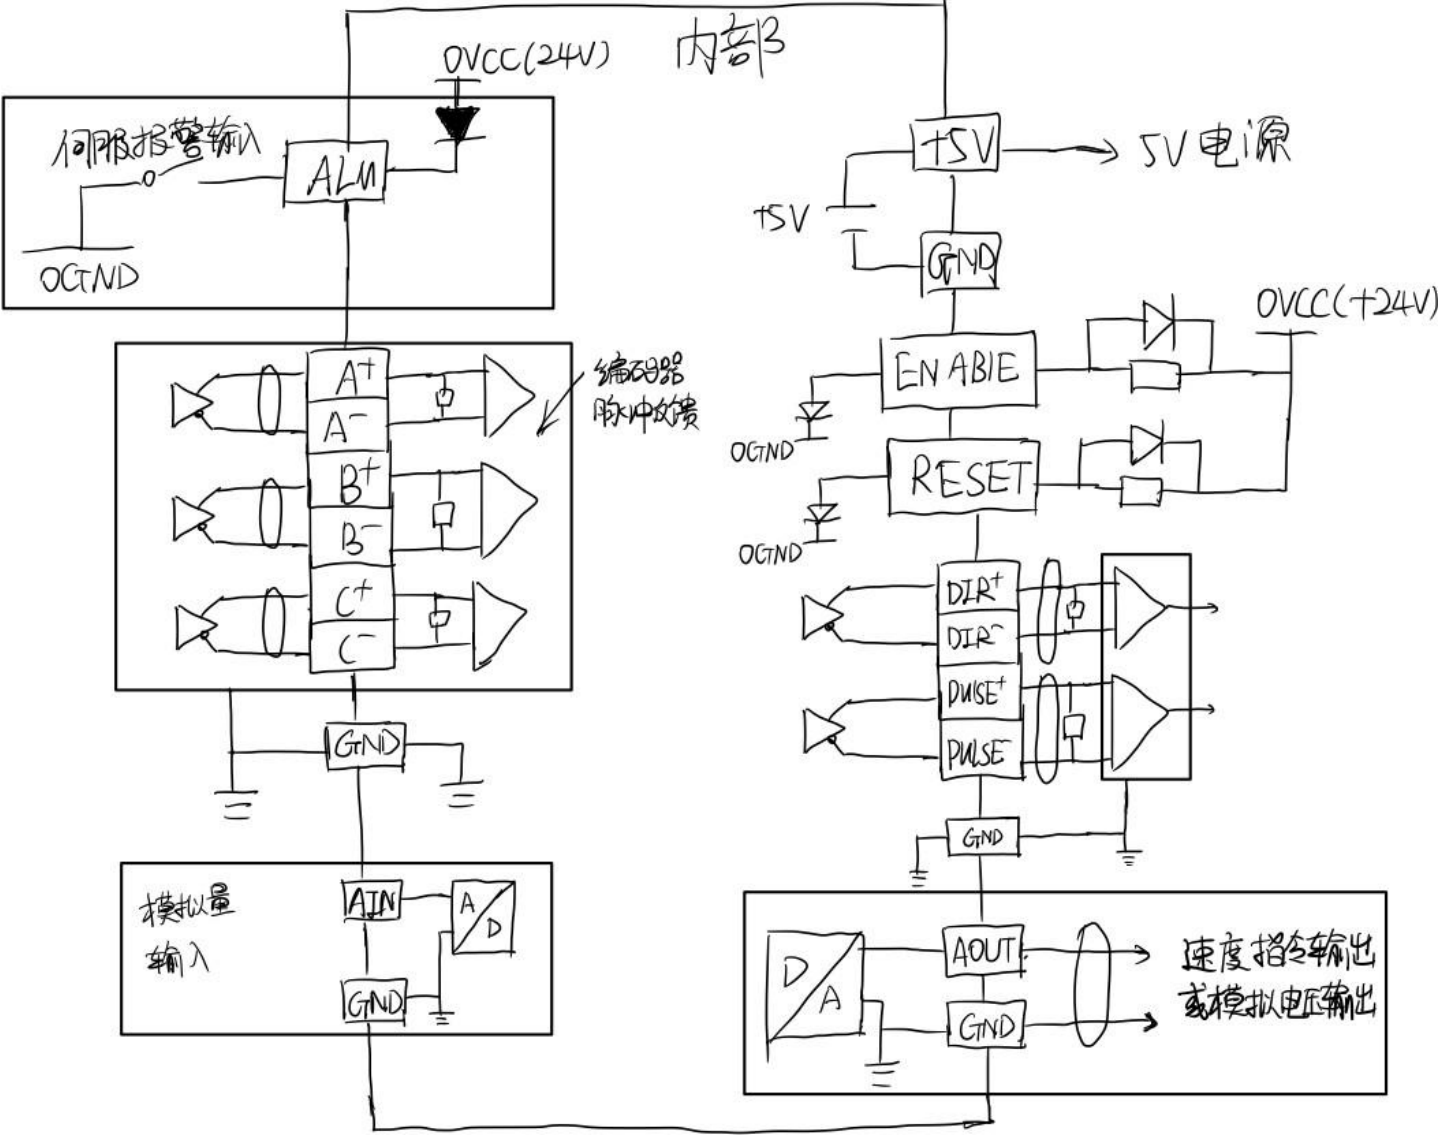 内部
OVCC(24V)
伺服报警输入
ALM
OGND
A+
A-
B+
B-
C+
C-
编码器
脉冲反馈
GND
模拟量
输入
AIN
A
D
GND
+5V
5V电源
+5V
GND
ENABIE
OVCC(+24V)
OGND
RESET
OGND
DIR+
DIR-
PULSE+
PULSE-
GND
D
A
AOUT
GND
速度指令输出
或模拟电压输出